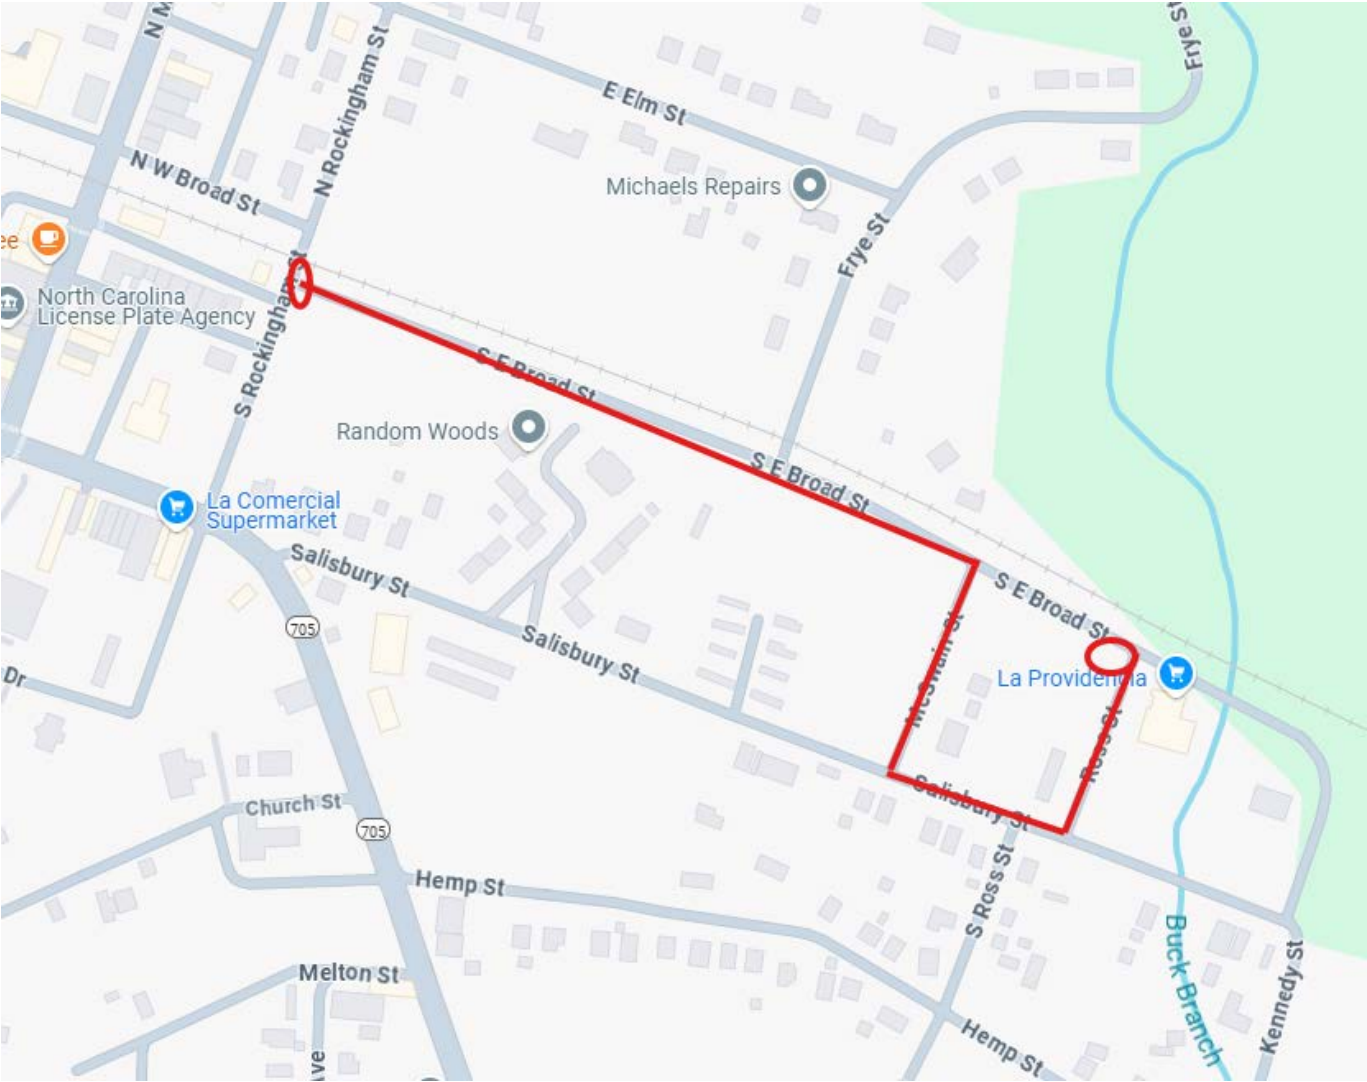 N M
Frye St
E Elm St
N Rockingham St
N W Broad St
Michaels Repairs
ee
Frye St
North Carolina
License Plate Agency
S Rockingham St
S E Broad St
Random Woods
S E Broad St
La Comercial
Supermarket
Salisbury St
S E Broad St
705
Salisbury St
McSwain St
La Providencia
Dr
Ross St
Salisbury St
Church St
705
Hemp St
S Ross St
Buck Branch
Melton St
Kennedy St
Hemp St
Ave